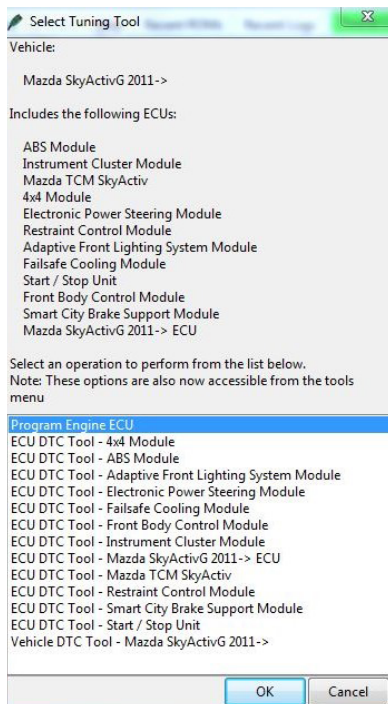 Select Tuning Tool
Vehicle:
Mazda SkyActivG 2011->
Includes the following ECUs:
ABS Module
Instrument Cluster Module
Mazda TCM SkyActiv
4x4 Module
Electronic Power Steering Module
Restraint Control Module
Adaptive Front Lighting System Module
Failsafe Cooling Module
Start / Stop Unit
Front Body Control Module
Smart City Brake Support Module
Mazda SkyActivG 2011-> ECU
Select an operation to perform from the list below.
Note: These options are also now accessible from the tools
menu
Program Engine ECU
ECU DTC Tool - 4x4 Module
ECU DTC Tool - ABS Module
ECU DTC Tool - Adaptive Front Lighting System Module
ECU DTC Tool - Electronic Power Steering Module
ECU DTC Tool - Failsafe Cooling Module
ECU DTC Tool - Front Body Control Module
ECU DTC Tool - Instrument Cluster Module
ECU DTC Tool - Mazda SkyActivG 2011-> ECU
ECU DTC Tool - Mazda TCM SkyActiv
ECU DTC Tool - Restraint Control Module
ECU DTC Tool - Smart City Brake Support Module
ECU DTC Tool - Start / Stop Unit
Vehicle DTC Tool - Mazda SkyActivG 2011->
OK Cancel